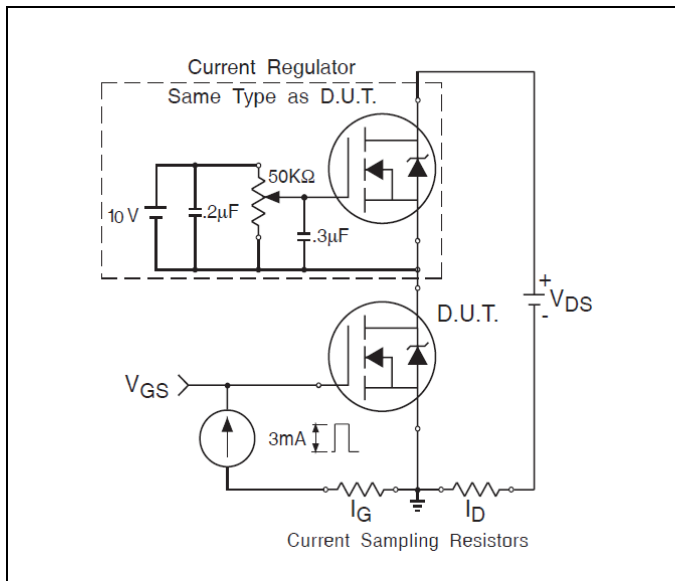 Current Regulator
Same Type as D.U.T.
50KΩ
10 V
.2µF
.3µF
+
VDS
-
D.U.T.
VGS
3mA
IG
ID
Current Sampling Resistors